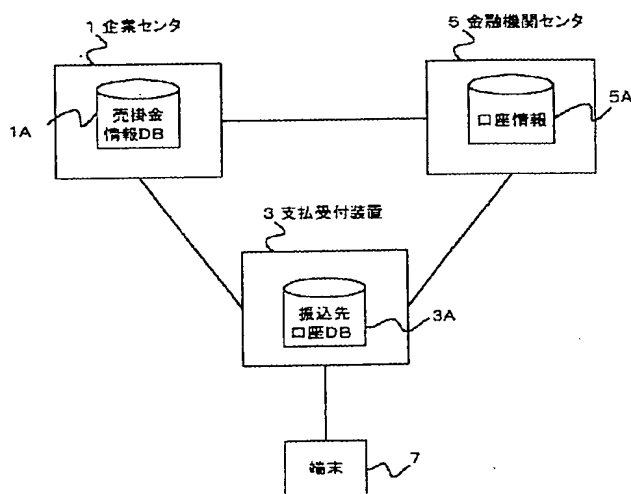 1 企業センタ
5 金融機関センタ
売掛金
情報DB
1A
口座情報
5A
3 支払受付装置
振込先
口座DB
3A
端末
7